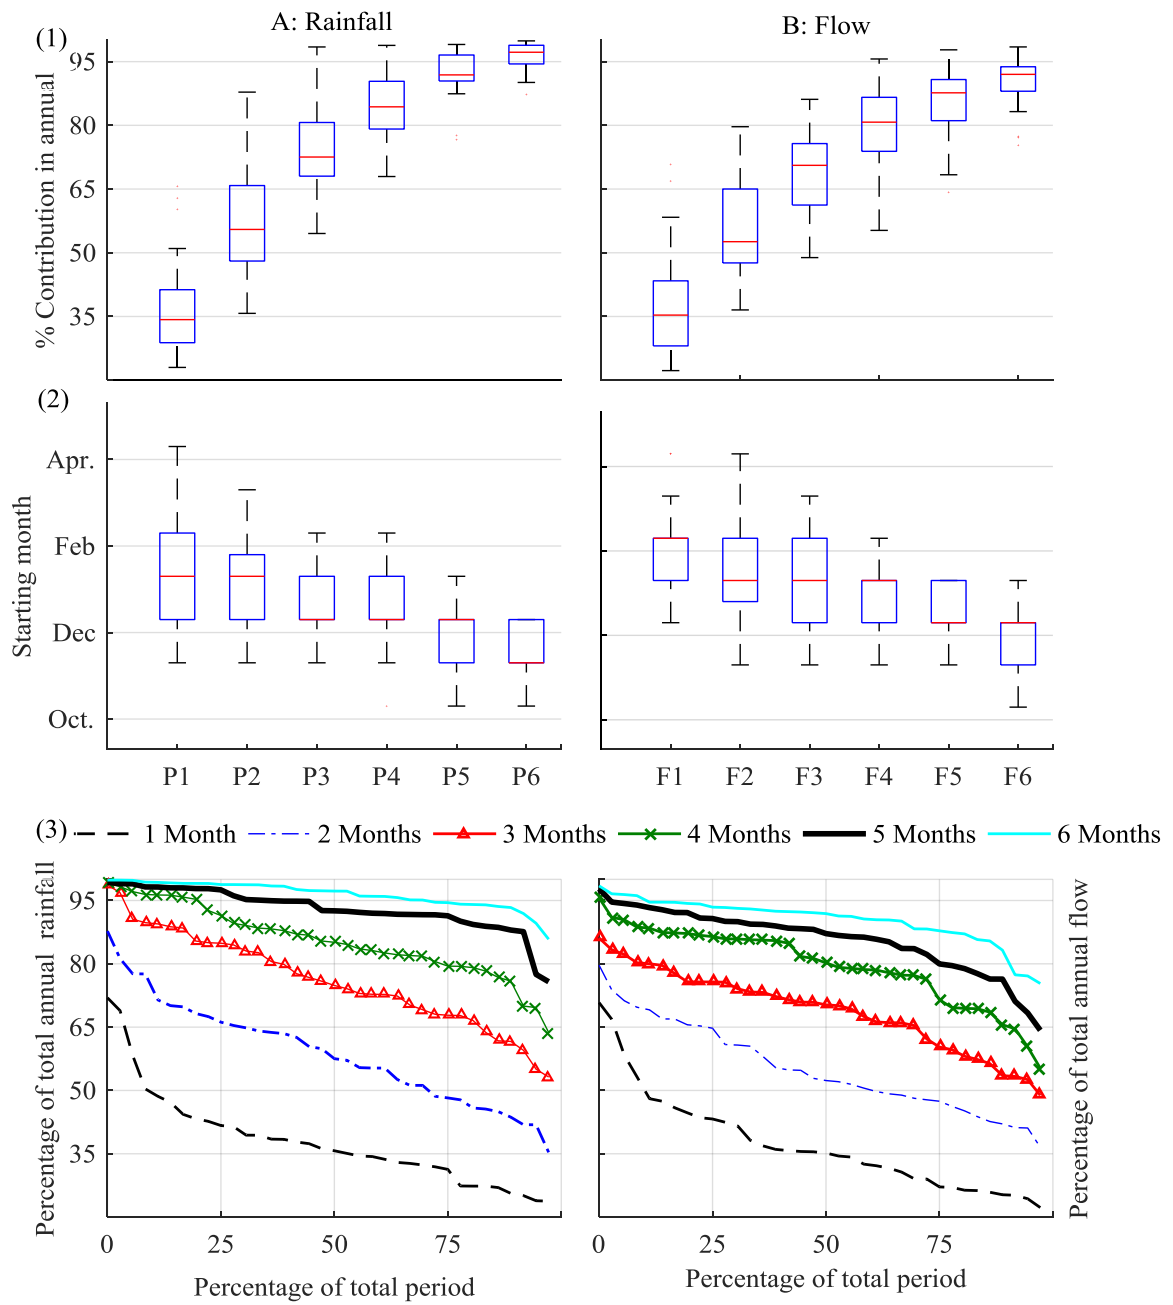 A: Rainfall
B: Flow
(1)
% Contribution in annual
95
80
65
50
35
(2)
Starting month
Apr.
Feb
Dec
Oct.
P1 P2 P3 P4 P5 P6
F1 F2 F3 F4 F5 F6
(3)
1 Month 2 Months 3 Months 4 Months 5 Months 6 Months
Percentage of total annual rainfall
95
80
65
50
35
0 25 50 75
Percentage of total period
0 25 50 75
Percentage of total period
Percentage of total annual flow